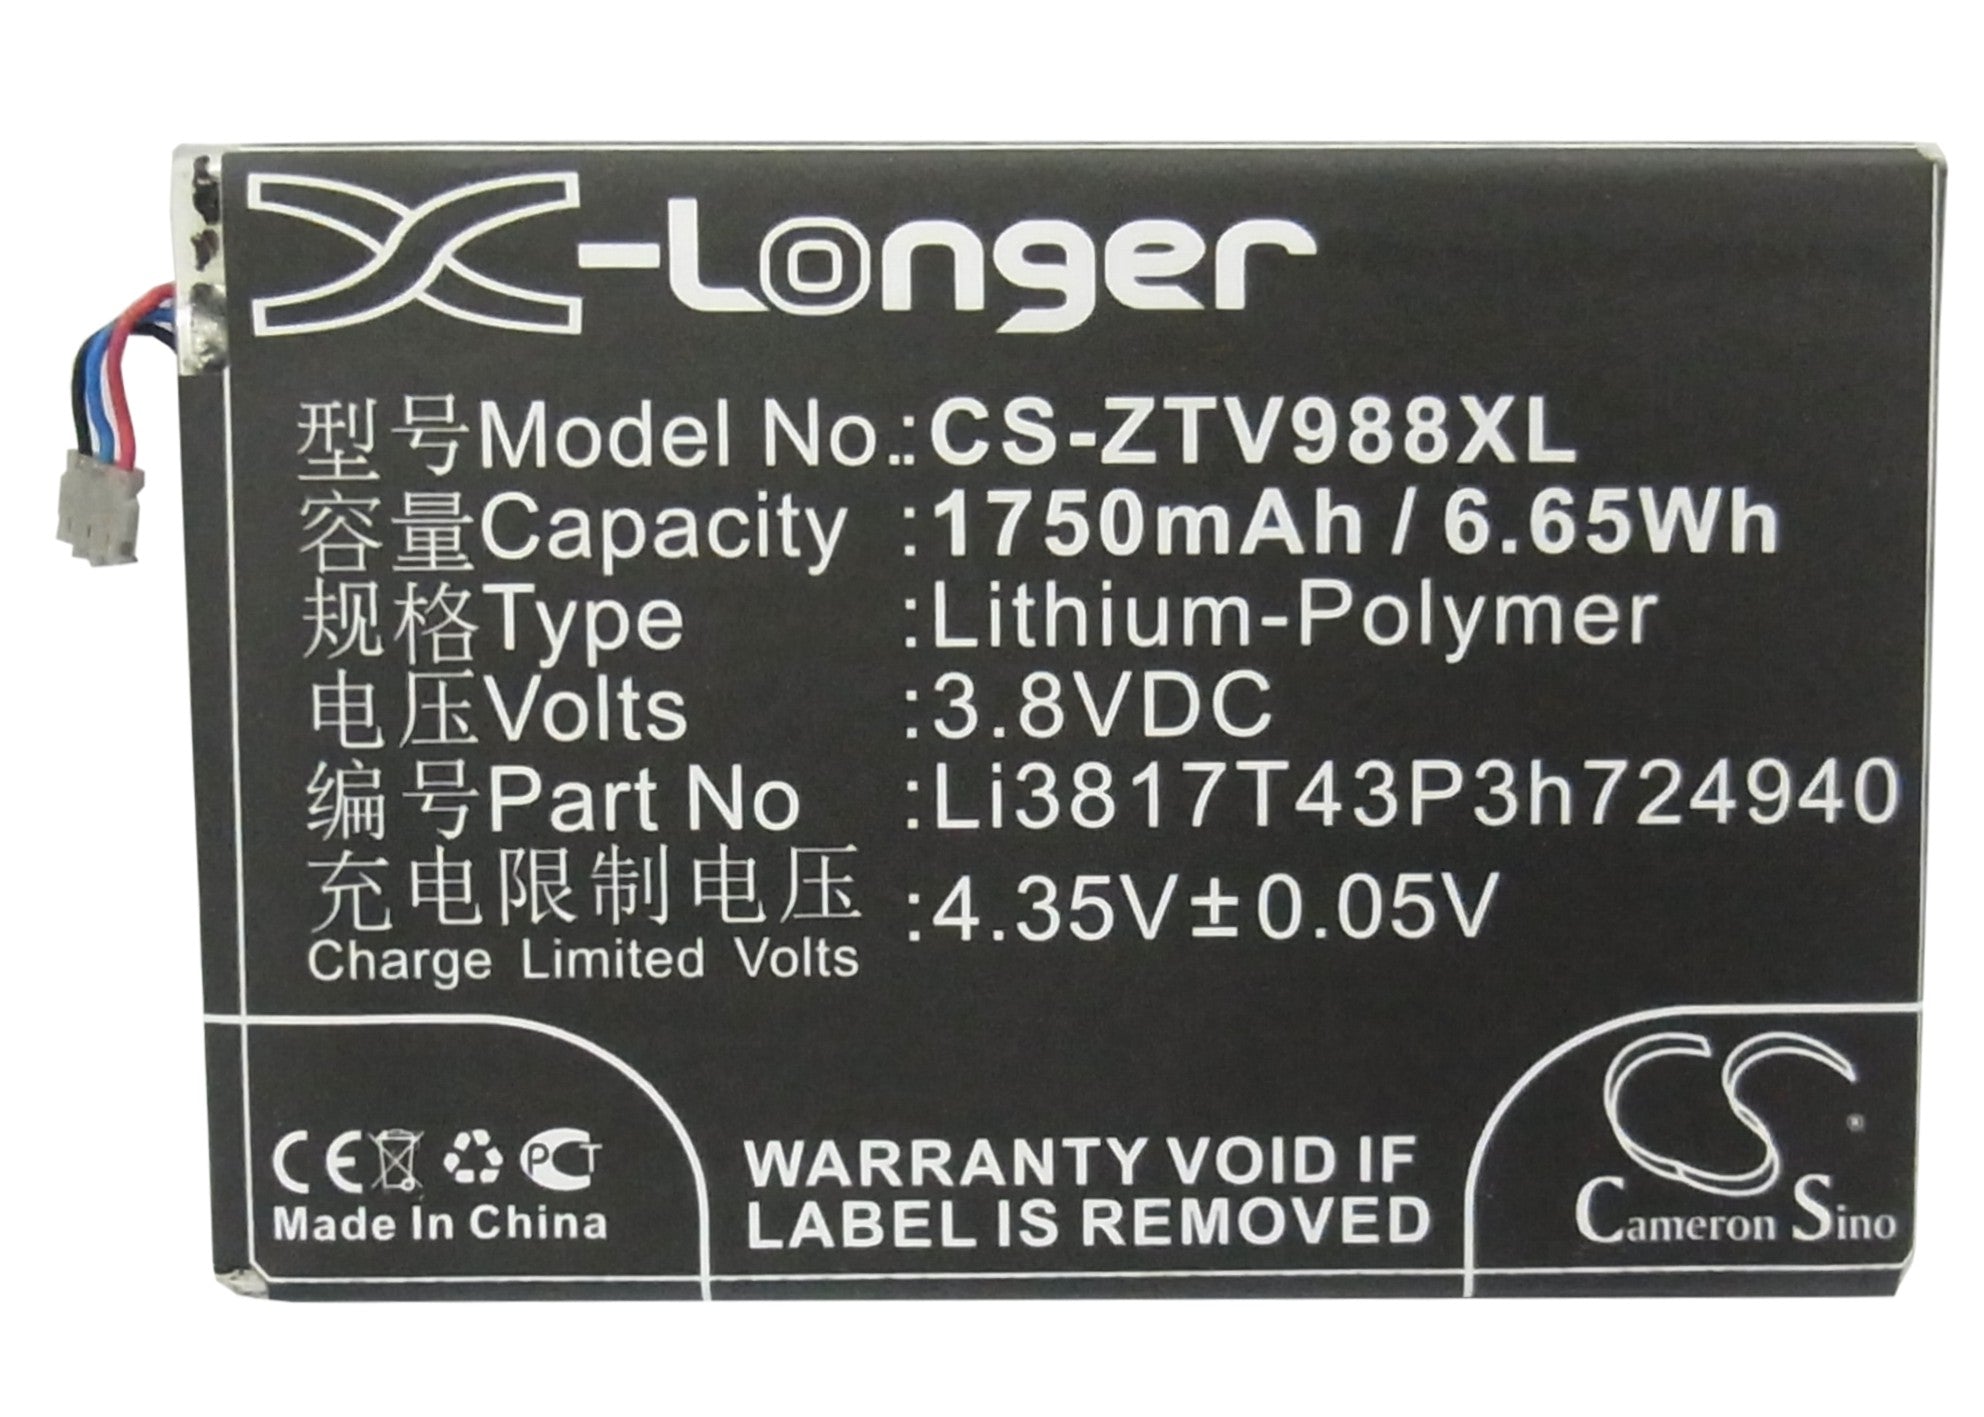 X-Longer
型号Model No.:CS-ZTV988XL
容量Capacity :1750mAh / 6.65Wh
规格Type :Lithium-Polymer
电压Volts :3.8VDC
编号Part No :Li3817T43P3h724940
充电限制电压 :4.35V±0.05V
Charge Limited Volts
CE PCT
Made In China
WARRANTY VOID IF
LABEL IS REMOVED
CS ®
Cameron Sino